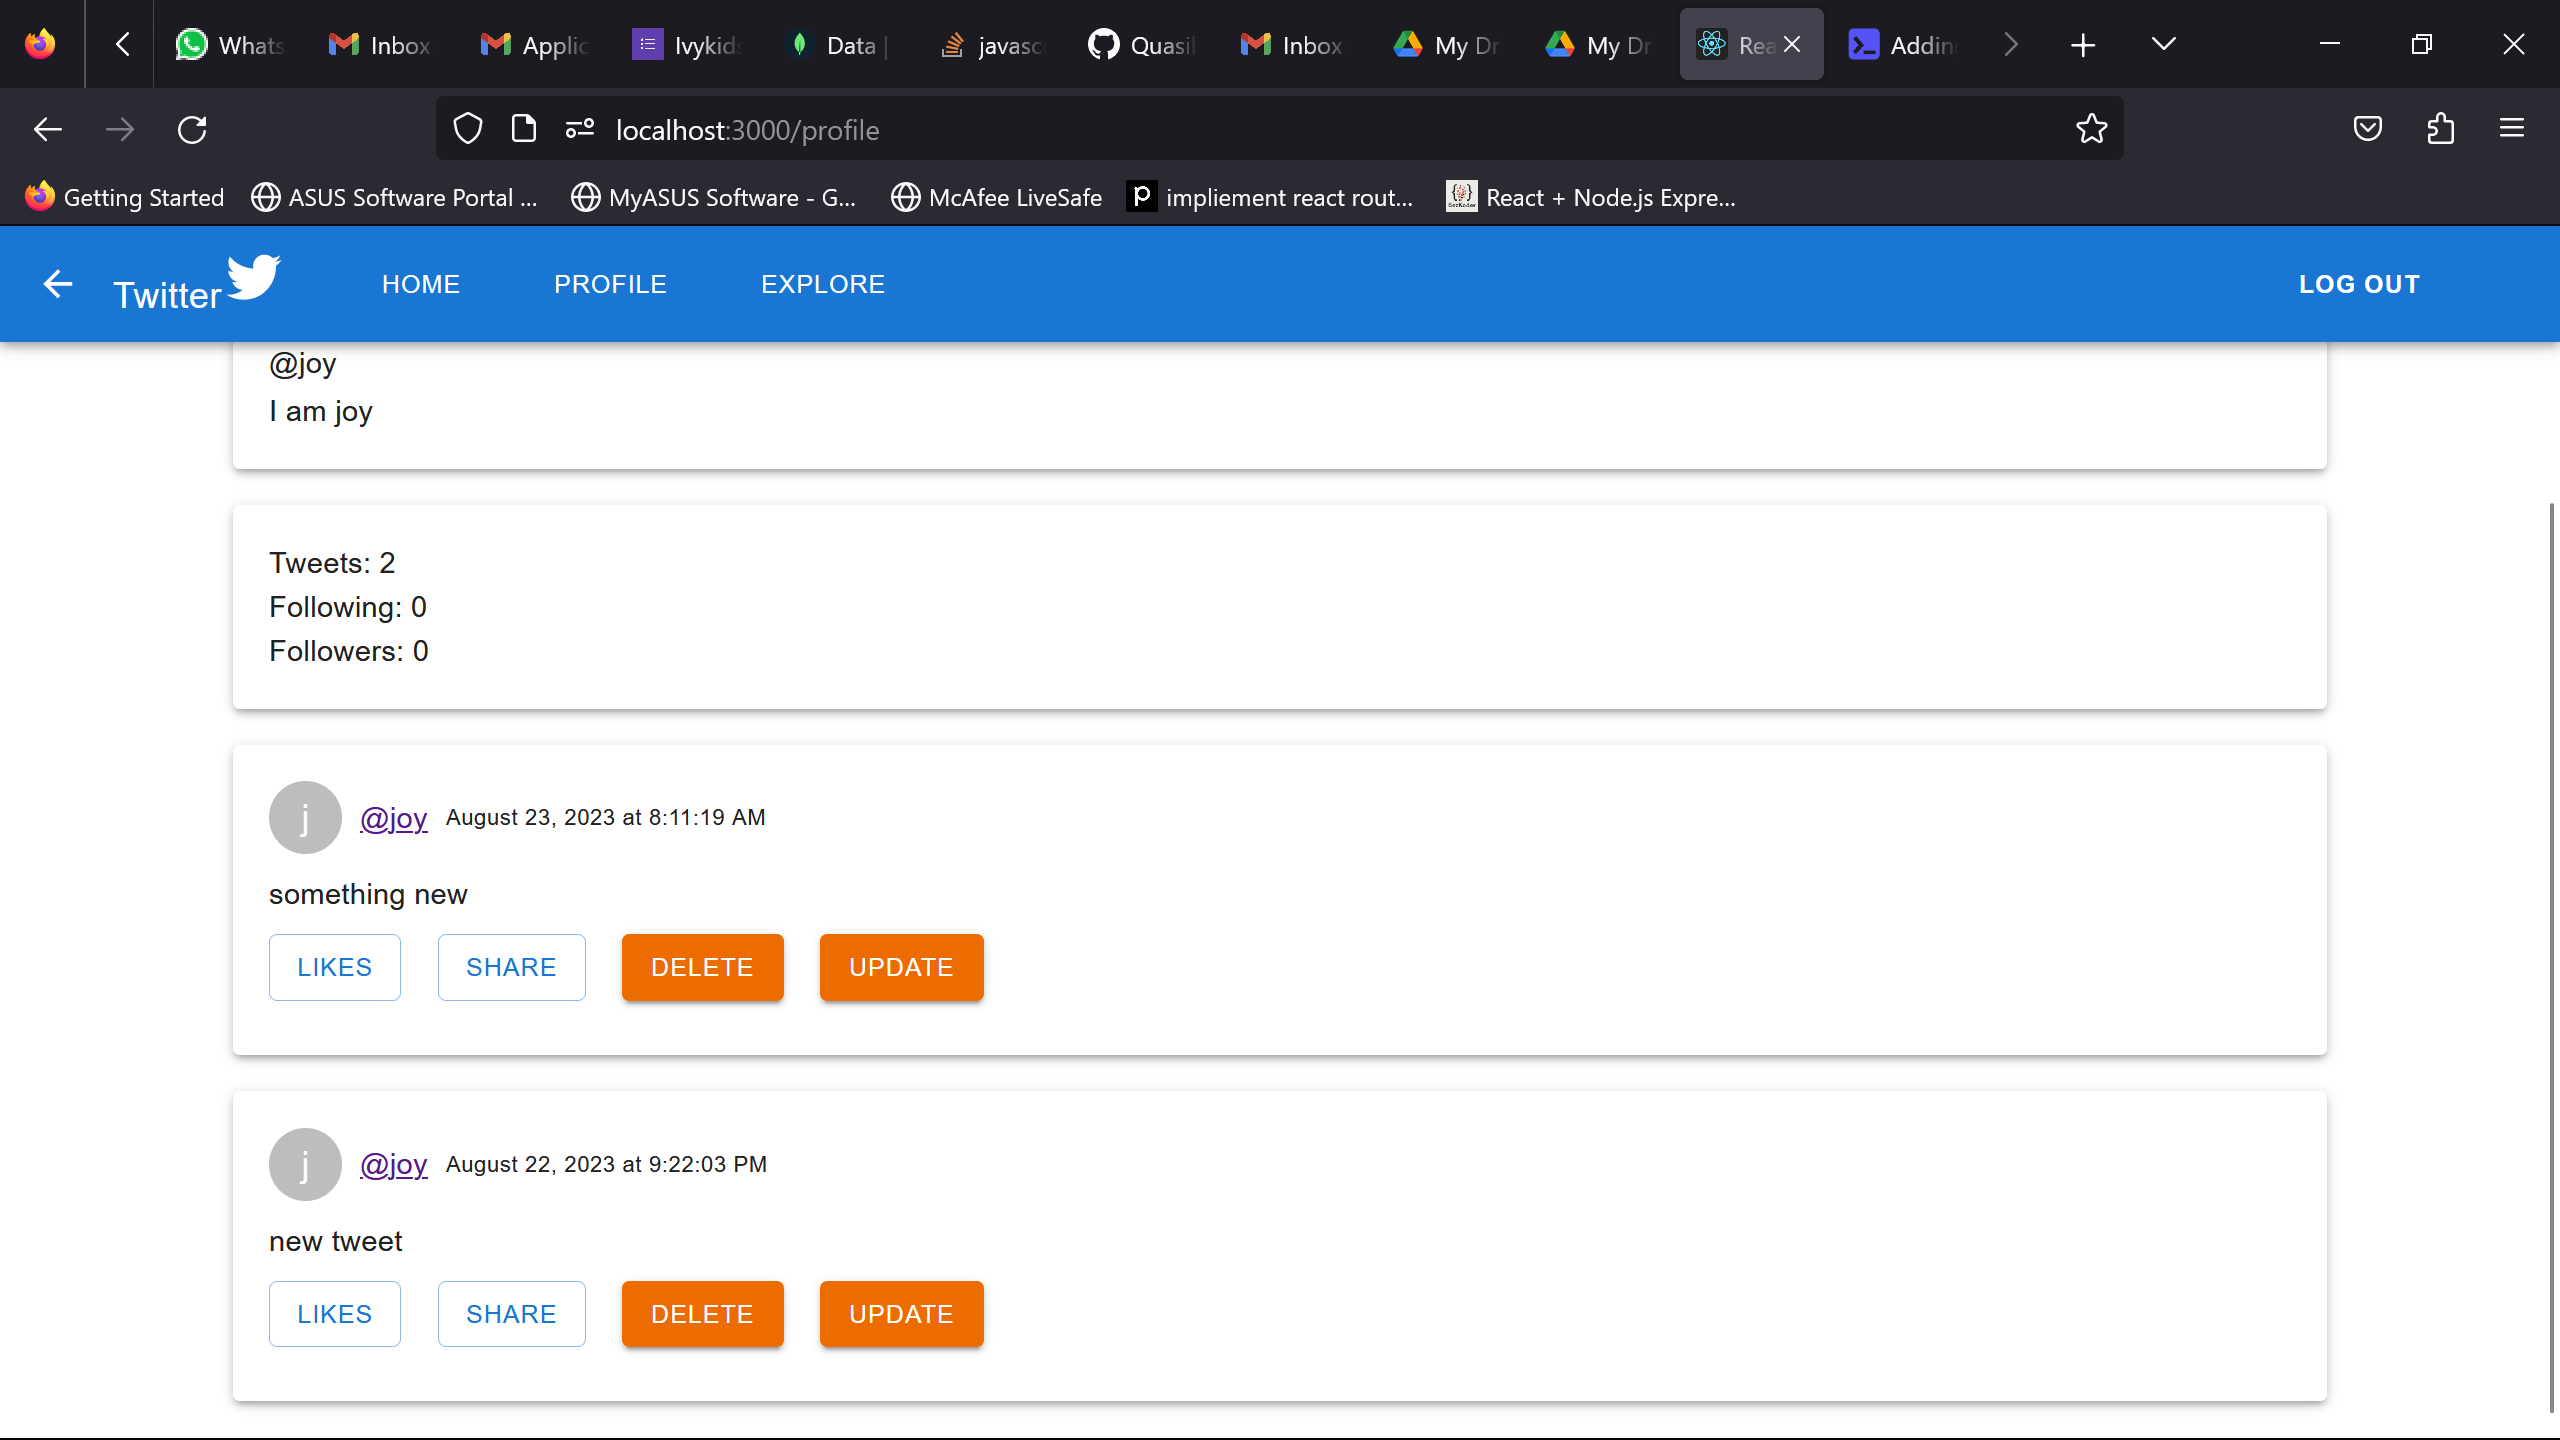 Whats Inbox Applic Ivykids Data | javasc Quasil Inbox My Dr My Dr Rea Adding
localhost:3000/profile
Getting Started ASUS Software Portal ... MyASUS Software - G... McAfee LiveSafe impliement react rout... React + Node.js Expre...
Twitter HOME PROFILE EXPLORE LOG OUT
@joy
I am joy
Tweets: 2
Following: 0
Followers: 0
j @joy August 23, 2023 at 8:11:19 AM
something new
LIKES SHARE DELETE UPDATE
j @joy August 22, 2023 at 9:22:03 PM
new tweet
LIKES SHARE DELETE UPDATE